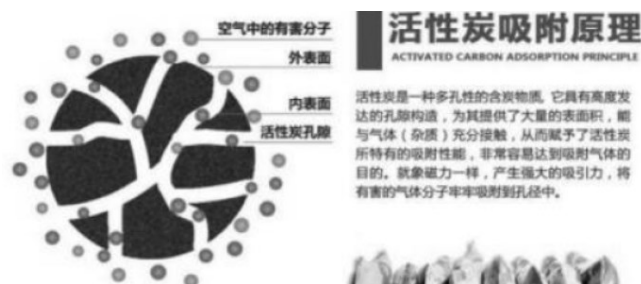 空气中的有害分子
外表面
内表面
活性炭孔隙
活性炭吸附原理
ACTIVATED CARBON ADSORPTION PRINCIPLE
活性炭是一种多孔性的含炭物质,它具有高度发
达的孔隙构造，为其提供了大量的表面积，能
与气体（杂质）充分接触，从而赋予了活性炭
所特有的吸附性能，非常容易达到吸附气体的
目的。就象磁力一样，产生强大的吸引力，将
有害的气体分子牢牢吸附到孔径中。